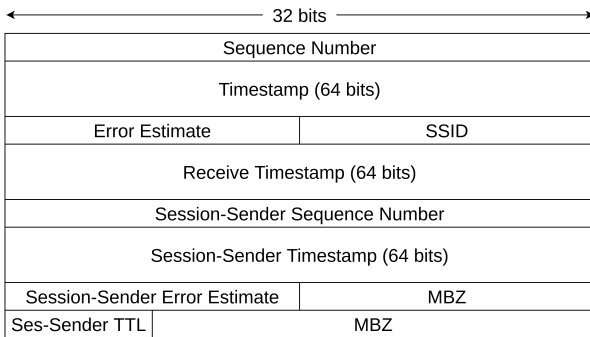 32 bits
Sequence Number
Timestamp (64 bits)
Error Estimate SSID
Receive Timestamp (64 bits)
Session-Sender Sequence Number
Session-Sender Timestamp (64 bits)
Session-Sender Error Estimate MBZ
Ses-Sender TTL MBZ